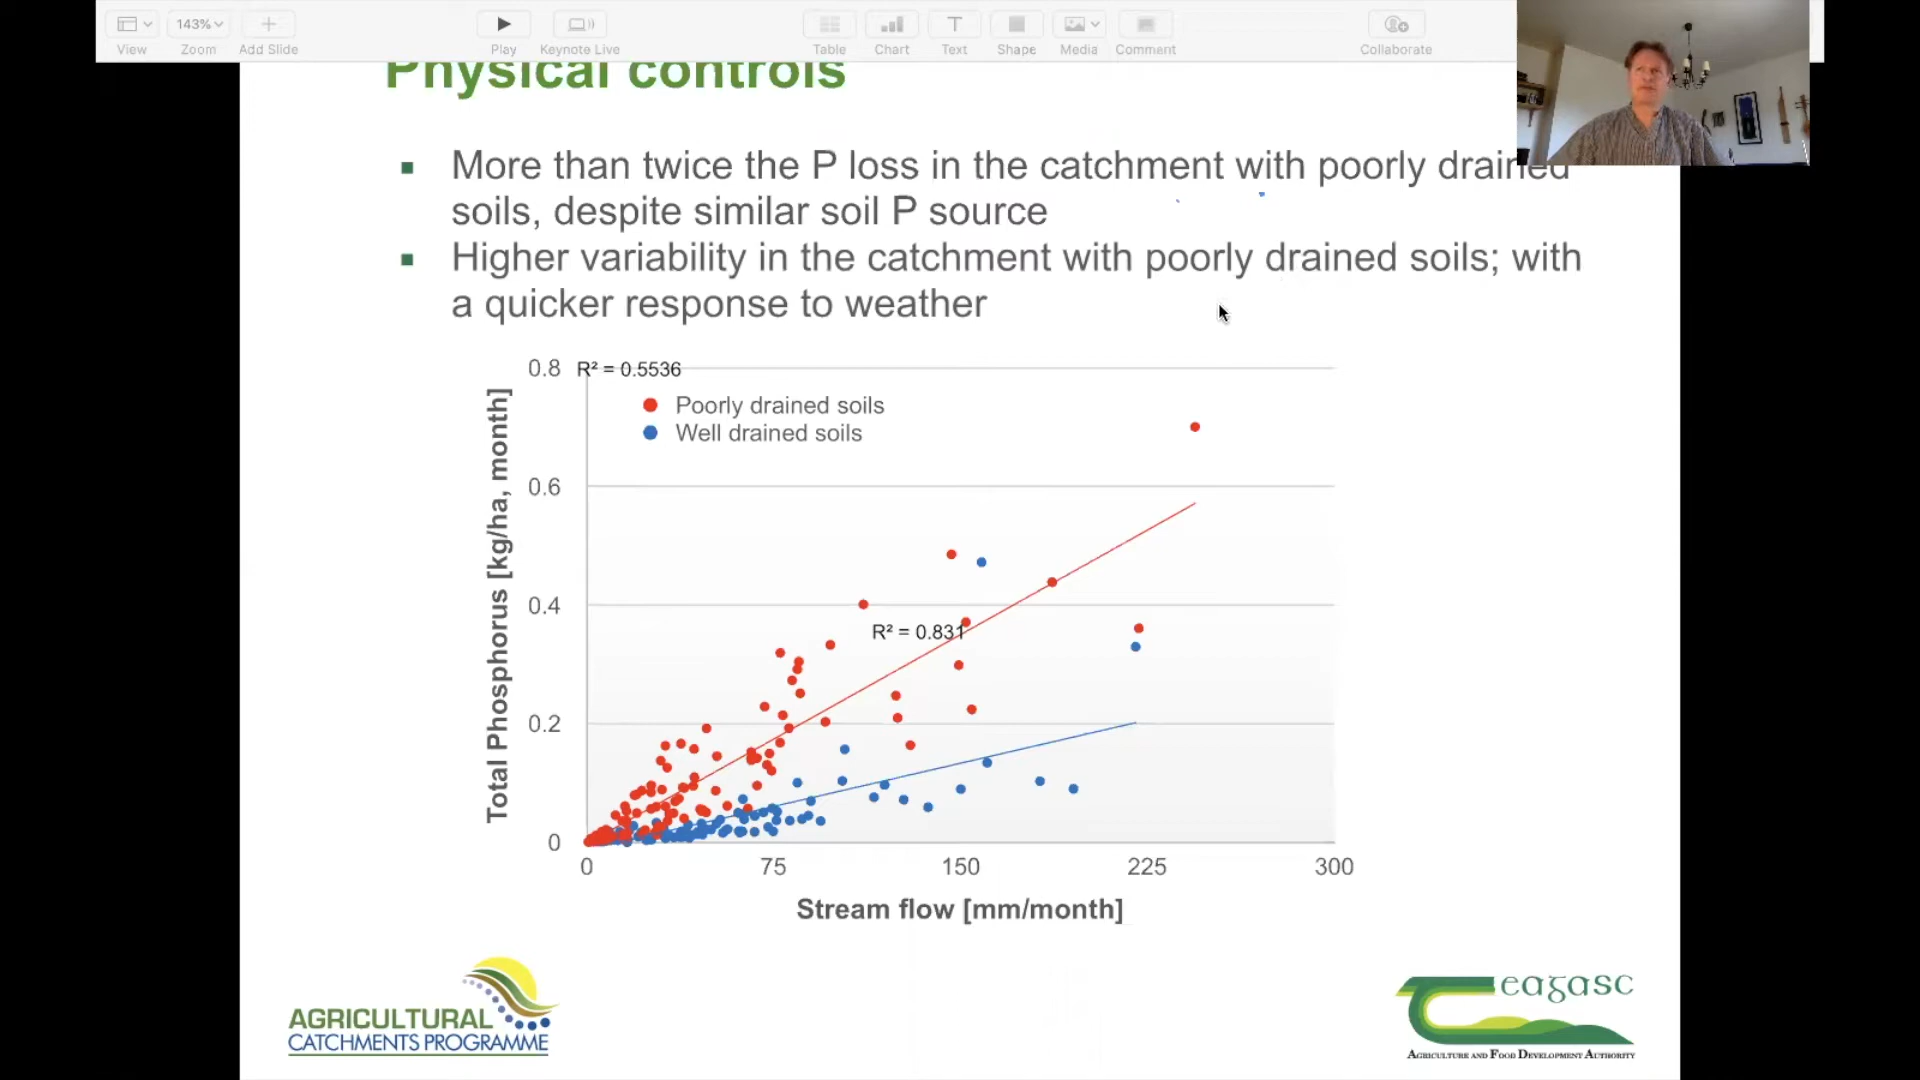 143%
View
Zoom
Add Slide
Play
Keynote Live
Table
Chart
Text
Shape
Media
Comment
Collaborate
Physical controls
More than twice the P loss in the catchment with poorly drained
soils, despite similar soil P source
Higher variability in the catchment with poorly drained soils; with
a quicker response to weather
0.8
R² = 0.5536
Poorly drained soils
Well drained soils
0.6
0.4
R² = 0.831
0.2
0
Total Phosphorus [kg/ha, month]
0
75
150
225
300
Stream flow [mm/month]
AGRICULTURAL
CATCHMENTS PROGRAMME
eagasc
AGRICULTURE AND FOOD DEVELOPMENT AUTHORITY